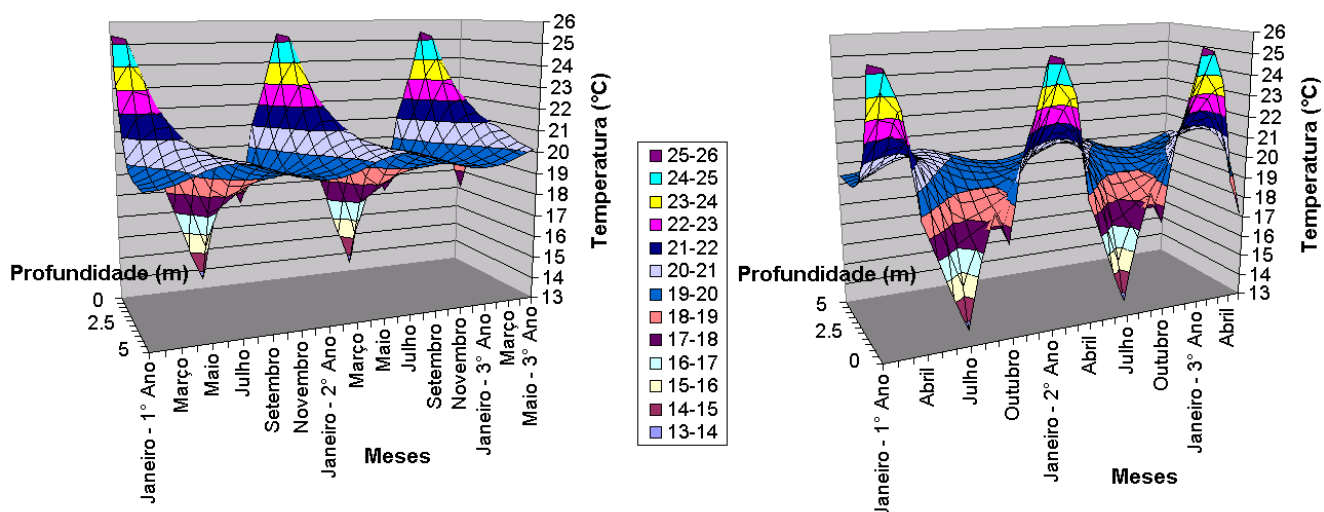 26
25
24
23
22
21
20
19
18
17
16
15
14
13
Temperatura (°C)
Profundidade (m)
0
2.5
5
Janeiro - 1° Ano
Março
Maio
Julho
Setembro
Novembro
Janeiro - 2° Ano
Março
Maio
Julho
Setembro
Novembro
Janeiro - 3° Ano
Março
Maio - 3° Ano
Meses
25-26
24-25
23-24
22-23
21-22
20-21
19-20
18-19
17-18
16-17
15-16
14-15
13-14
26
25
24
23
22
21
20
19
18
17
16
15
14
13
Temperatura (°C)
Profundidade (m)
5
2.5
0
Janeiro - 1° Ano
Abril
Julho
Outubro
Janeiro - 2° Ano
Abril
Julho
Outubro
Janeiro - 3° Ano
Abril
Meses